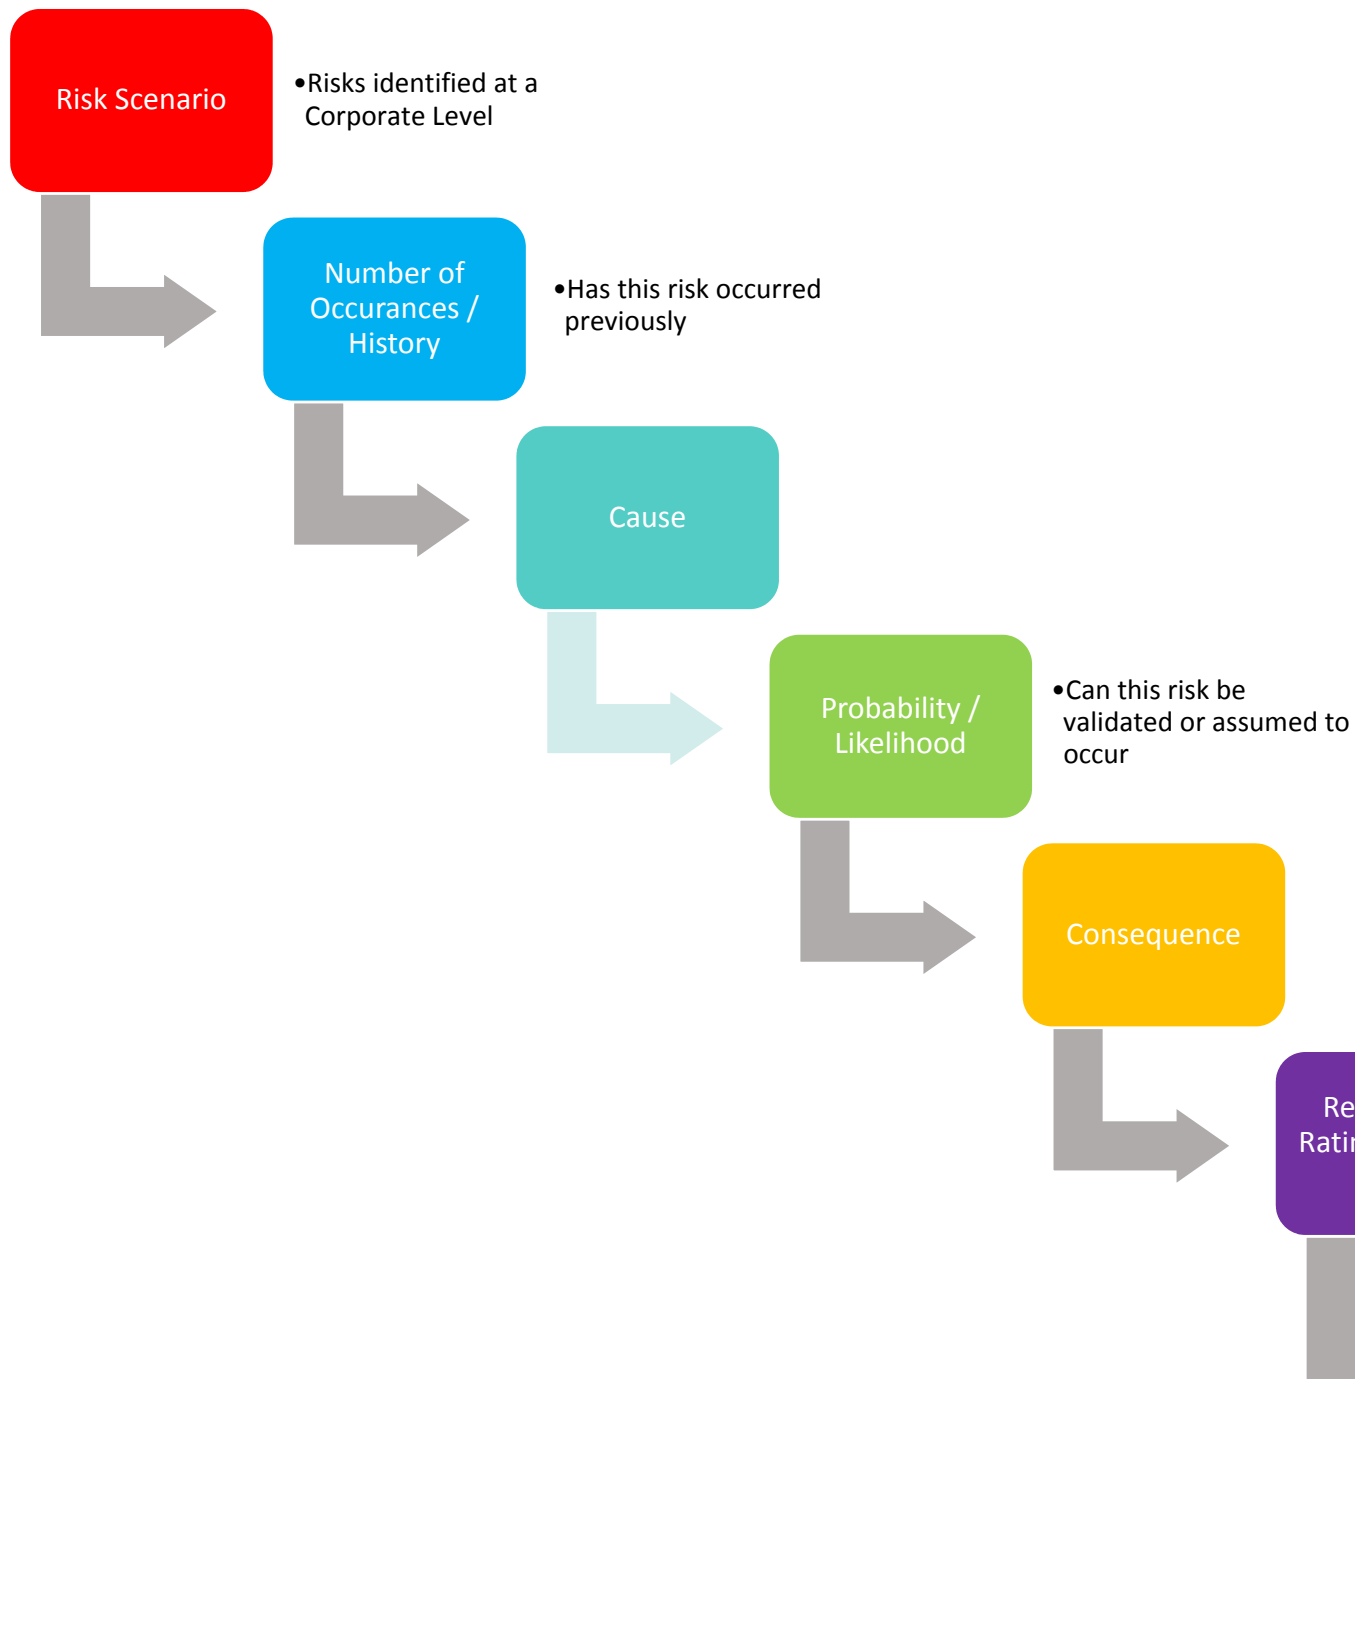 Risk Scenario
•Risks identified at a
Corporate Level
Number of
Occurances /
History
•Has this risk occurred
previously
Cause
Probability /
Likelihood
•Can this risk be
validated or assumed to
occur
Consequence